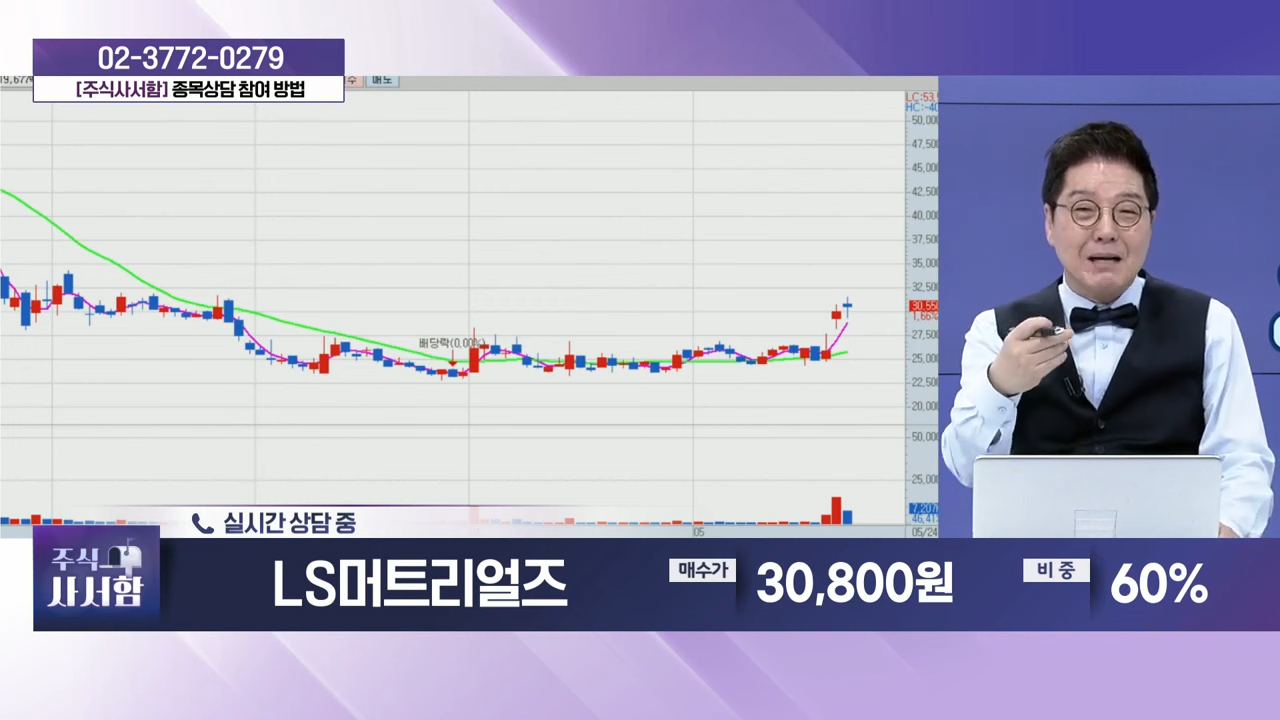 02-3772-0279
[주식사서함] 종목상담 참여 방법
매도
50,000
47,500
45,000
42,500
40,000
37,500
35,000
32,500
30,550
1,66%
27,500
25,000
22,500
20,000
50,000
25,000
배당락(0,00%)
05
05/24
실시간 상담 중
주식
사서함
LS머트리얼즈
매수가
30,800원
비 중
60%